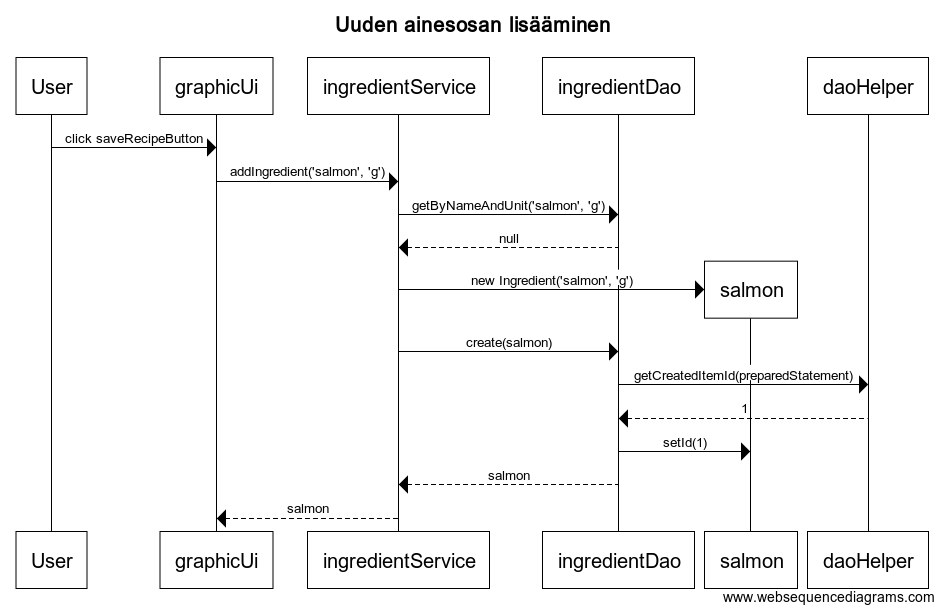 Uuden ainesosan lisääminen
User
graphicUi
ingredientService
ingredientDao
daoHelper
click saveRecipeButton
addIngredient('salmon', 'g')
getByNameAndUnit('salmon', 'g')
null
new Ingredient('salmon', 'g')
salmon
create(salmon)
getCreatedItemId(preparedStatement)
1
setId(1)
salmon
salmon
User
graphicUi
ingredientService
ingredientDao
salmon
daoHelper
www.websequencediagrams.com